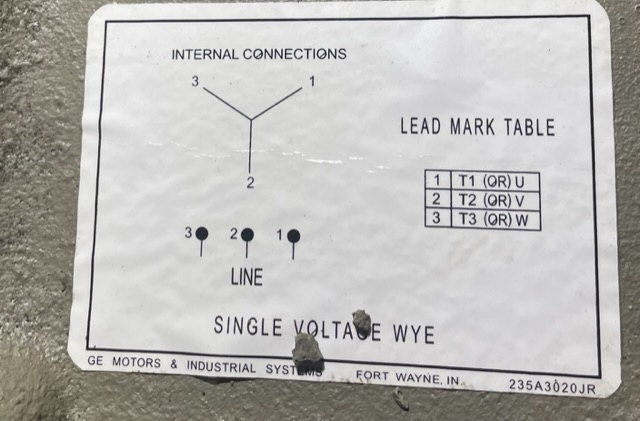 INTERNAL CONNECTIONS
3 1
2
LEAD MARK TABLE
1 T1 (OR) U
2 T2 (OR) V
3 T3 (OR) W
3 2 1
LINE
SINGLE VOLTAGE WYE
GE MOTORS & INDUSTRIAL SYSTEMS FORT WAYNE, IN. 235A3020JR